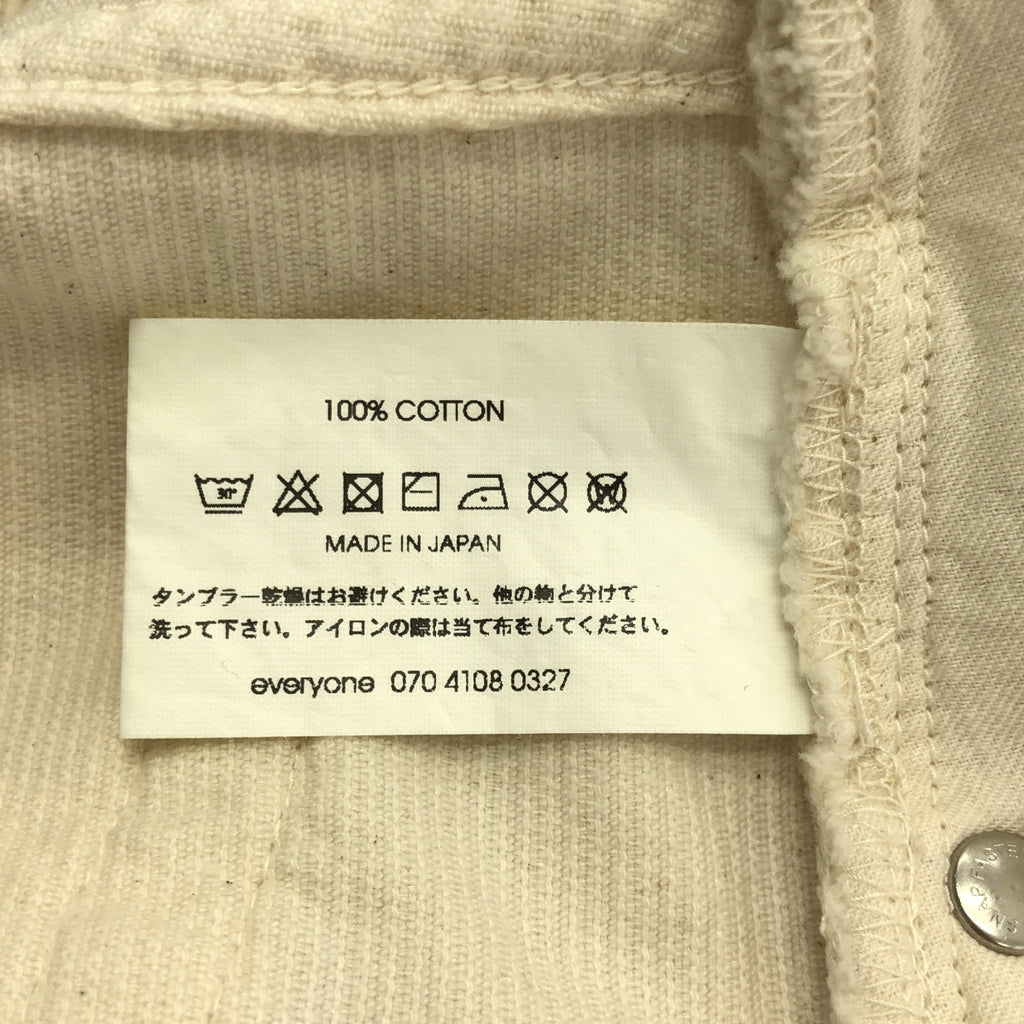 100% COTTON
30°
W
MADE IN JAPAN
タンブラー乾燥はお避けください。他の物と分けて
洗って下さい。アイロンの際は当て布をしてください。
everyone 070 4108 0327